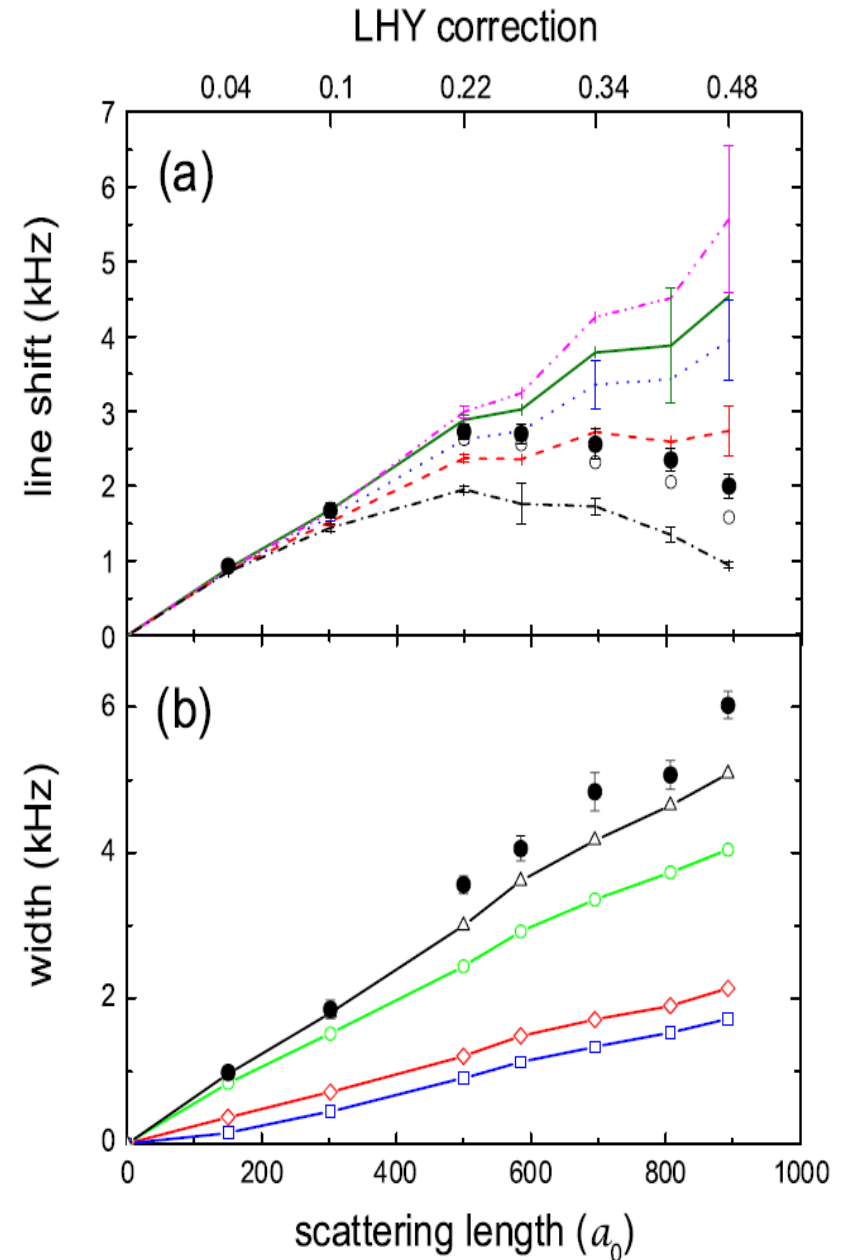 LHY correction
0.04 0.1 0.22 0.34 0.48
(a)
line shift (kHz)
7
6
5
4
3
2
1
0
(b)
width (kHz)
6
4
2
0
0 200 400 600 800 1000
scattering length (a₀)